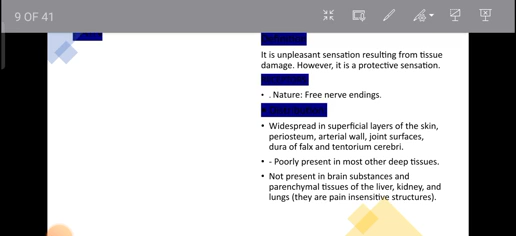 9 OF 41
It is unpleasant sensation resulting from tissue
damage. However, it is a protective sensation.
• . Nature: Free nerve endings.
• Widespread in superficial layers of the skin,
periosteum, arterial wall, joint surfaces,
dura of falx and tentorium cerebri.
• - Poorly present in most other deep tissues.
• Not present in brain substances and
parenchymal tissues of the liver, kidney, and
lungs (they are pain insensitive structures).